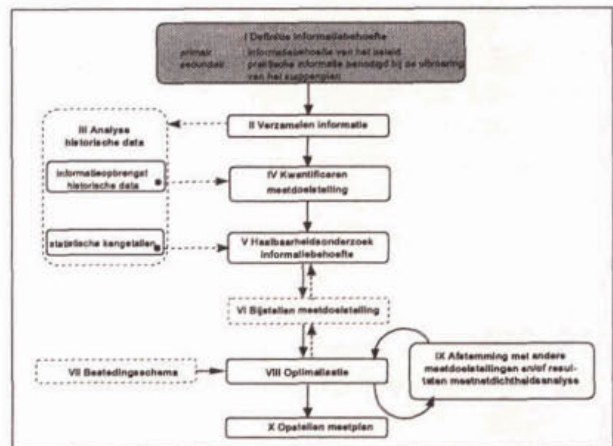 I Definitie informatiebehoefte
primair : informatiebehoefte van het beleid
secundair : praktische informatie benodigd bij de uitvoering
van het stappenplan
II Verzamelen informatie
III Analyse
historische data
informatieopbrengst
historische data
IV Kwantificeren
meetdoelstelling
statistische kengetallen
V Haalbaarheidsonderzoek
informatiebehoefte
VI Bijstellen meetdoelstelling
VII Bestedingsschema
VIII Optimalisatie
IX Afstemming met andere
meetdoelstellingen en/of resul-
taten meetnetdichtheidsanalyse
X Opstellen meetplan